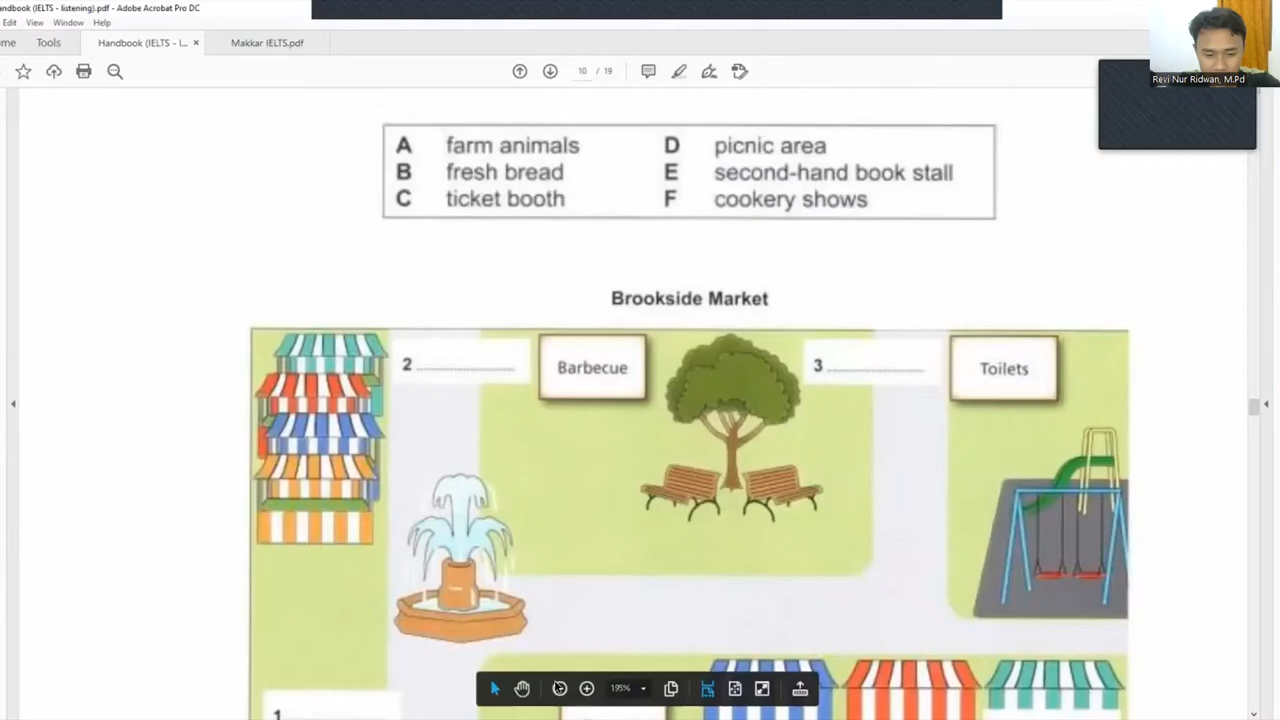 andbook (IELTS - listening).pdf - Adobe Acrobat Pro DC
Edit View Window Help
me Tools Handbook (IELTS - l... × Makkar IELTS.pdf
10 / 19
Revi Nur Ridwan, M.Pd
A farm animals D picnic area
B fresh bread E second-hand book stall
C ticket booth F cookery shows
Brookside Market
2 ............ Barbecue 3 ............ Toilets
1
195%